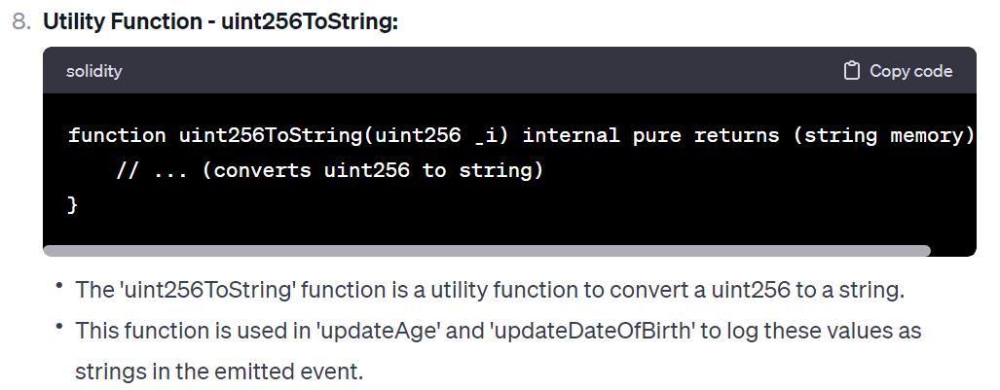 8. Utility Function - uint256ToString:
solidity Copy code
function uint256ToString(uint256 _i) internal pure returns (string memory)
// ... (converts uint256 to string)
}
• The 'uint256ToString' function is a utility function to convert a uint256 to a string.
• This function is used in 'updateAge' and 'updateDateOfBirth' to log these values as
strings in the emitted event.